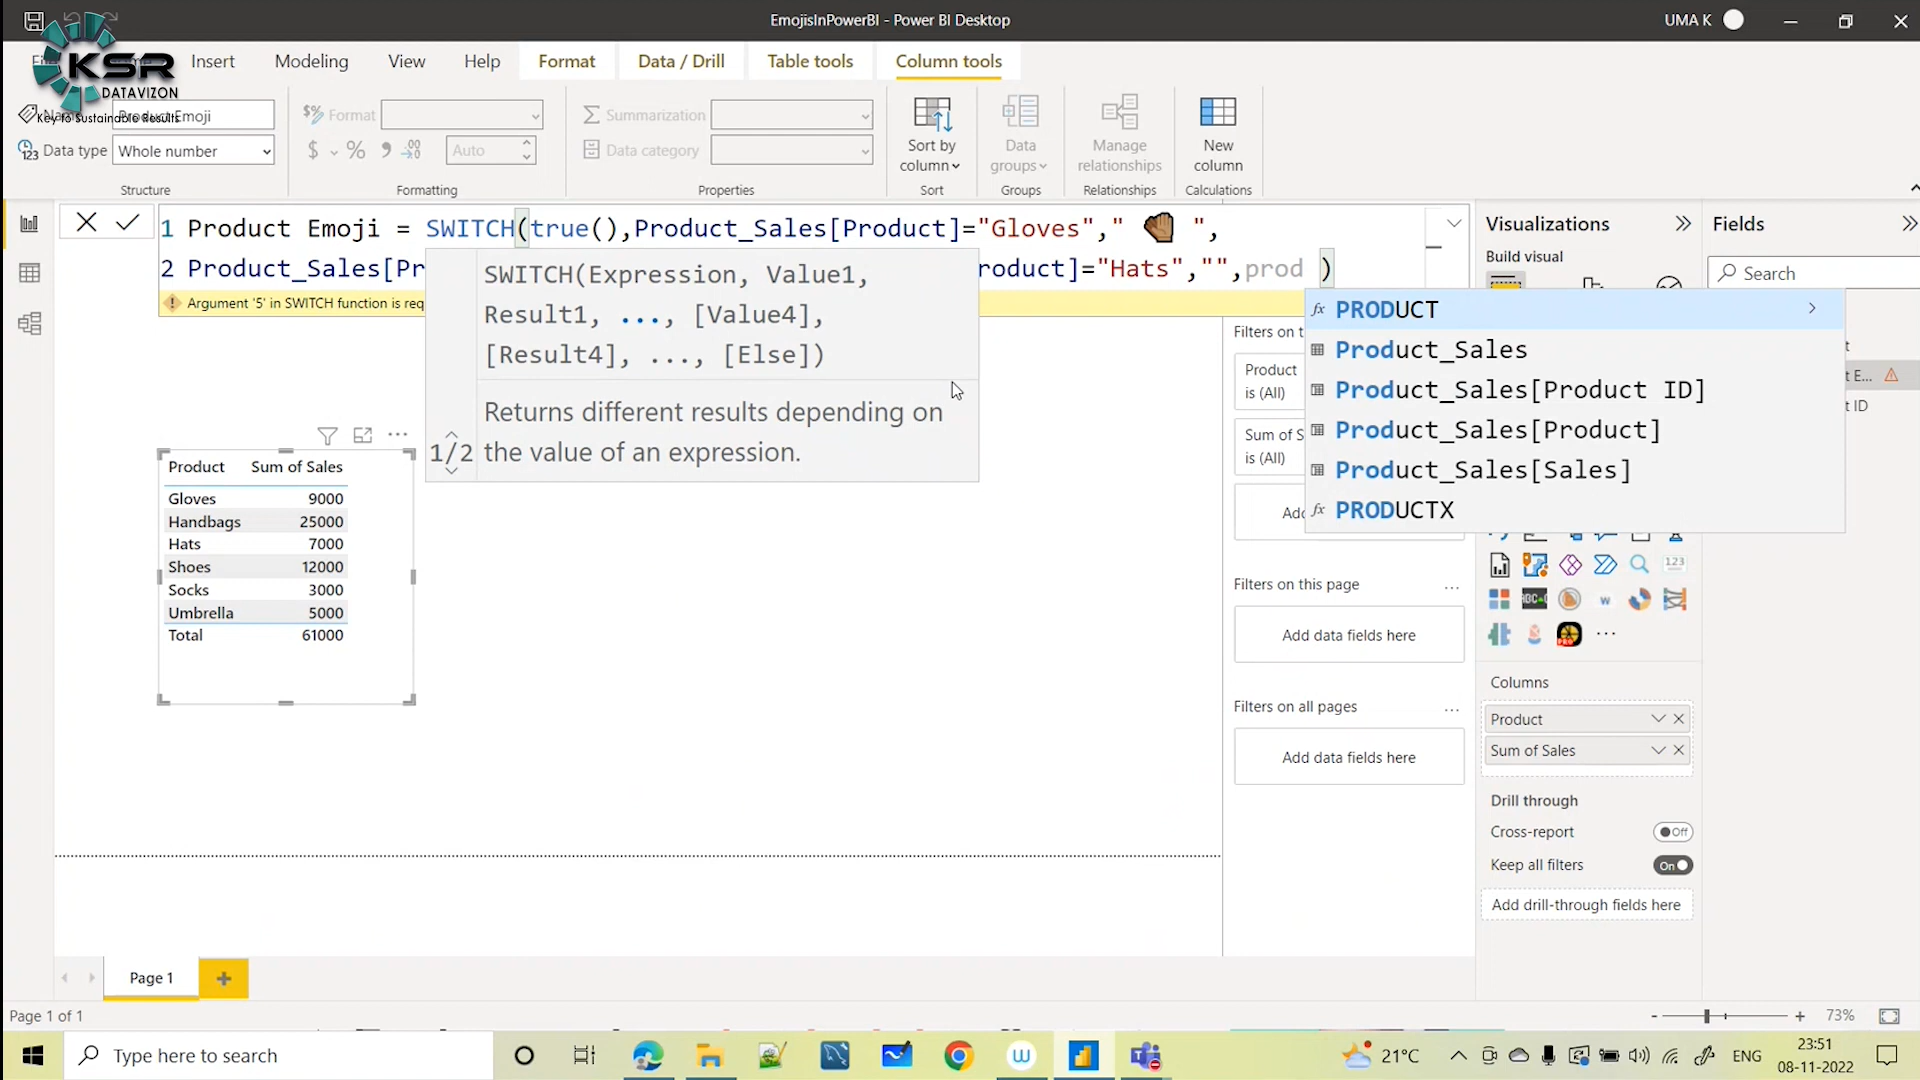 EmojisInPowerBI - Power BI Desktop
UMA K
KSR
DATAVIZON
Key to Sustainable Results
Insert
Modeling
View
Help
Format
Data / Drill
Table tools
Column tools
Product Emoji
Data type
Whole number
Structure
Format
$ % 9 .00
Auto
Formatting
Summarization
Data category
Properties
Sort by
column
Sort
Data
groups
Groups
Manage
relationships
Relationships
New
column
Calculations
1 Product Emoji = SWITCH(true(),Product_Sales[Product]="Gloves"," ✋🏾 ",
2 Product_Sales[Pr
roduct]="Hats","",prod )
Argument '5' in SWITCH function is req
SWITCH(Expression, Value1,
Result1, ..., [Value4],
[Result4], ..., [Else])
1/2
Returns different results depending on
the value of an expression.
PRODUCT
Product_Sales
Product_Sales[Product ID]
Product_Sales[Product]
Product_Sales[Sales]
PRODUCTX
Product Sum of Sales
Gloves 9000
Handbags 25000
Hats 7000
Shoes 12000
Socks 3000
Umbrella 5000
Total 61000
Filters on t
Product
is (All)
Sum of S
is (All)
Filters on this page
...
Add data fields here
Filters on all pages
...
Add data fields here
Visualizations
Build visual
123
Columns
Product
Sum of Sales
Drill through
Cross-report
Off
Keep all filters
On
Add drill-through fields here
Fields
Search
t
t E...
t ID
Page 1
+
Page 1 of 1
- + 73%
Type here to search
21°C
ENG
23:51
08-11-2022